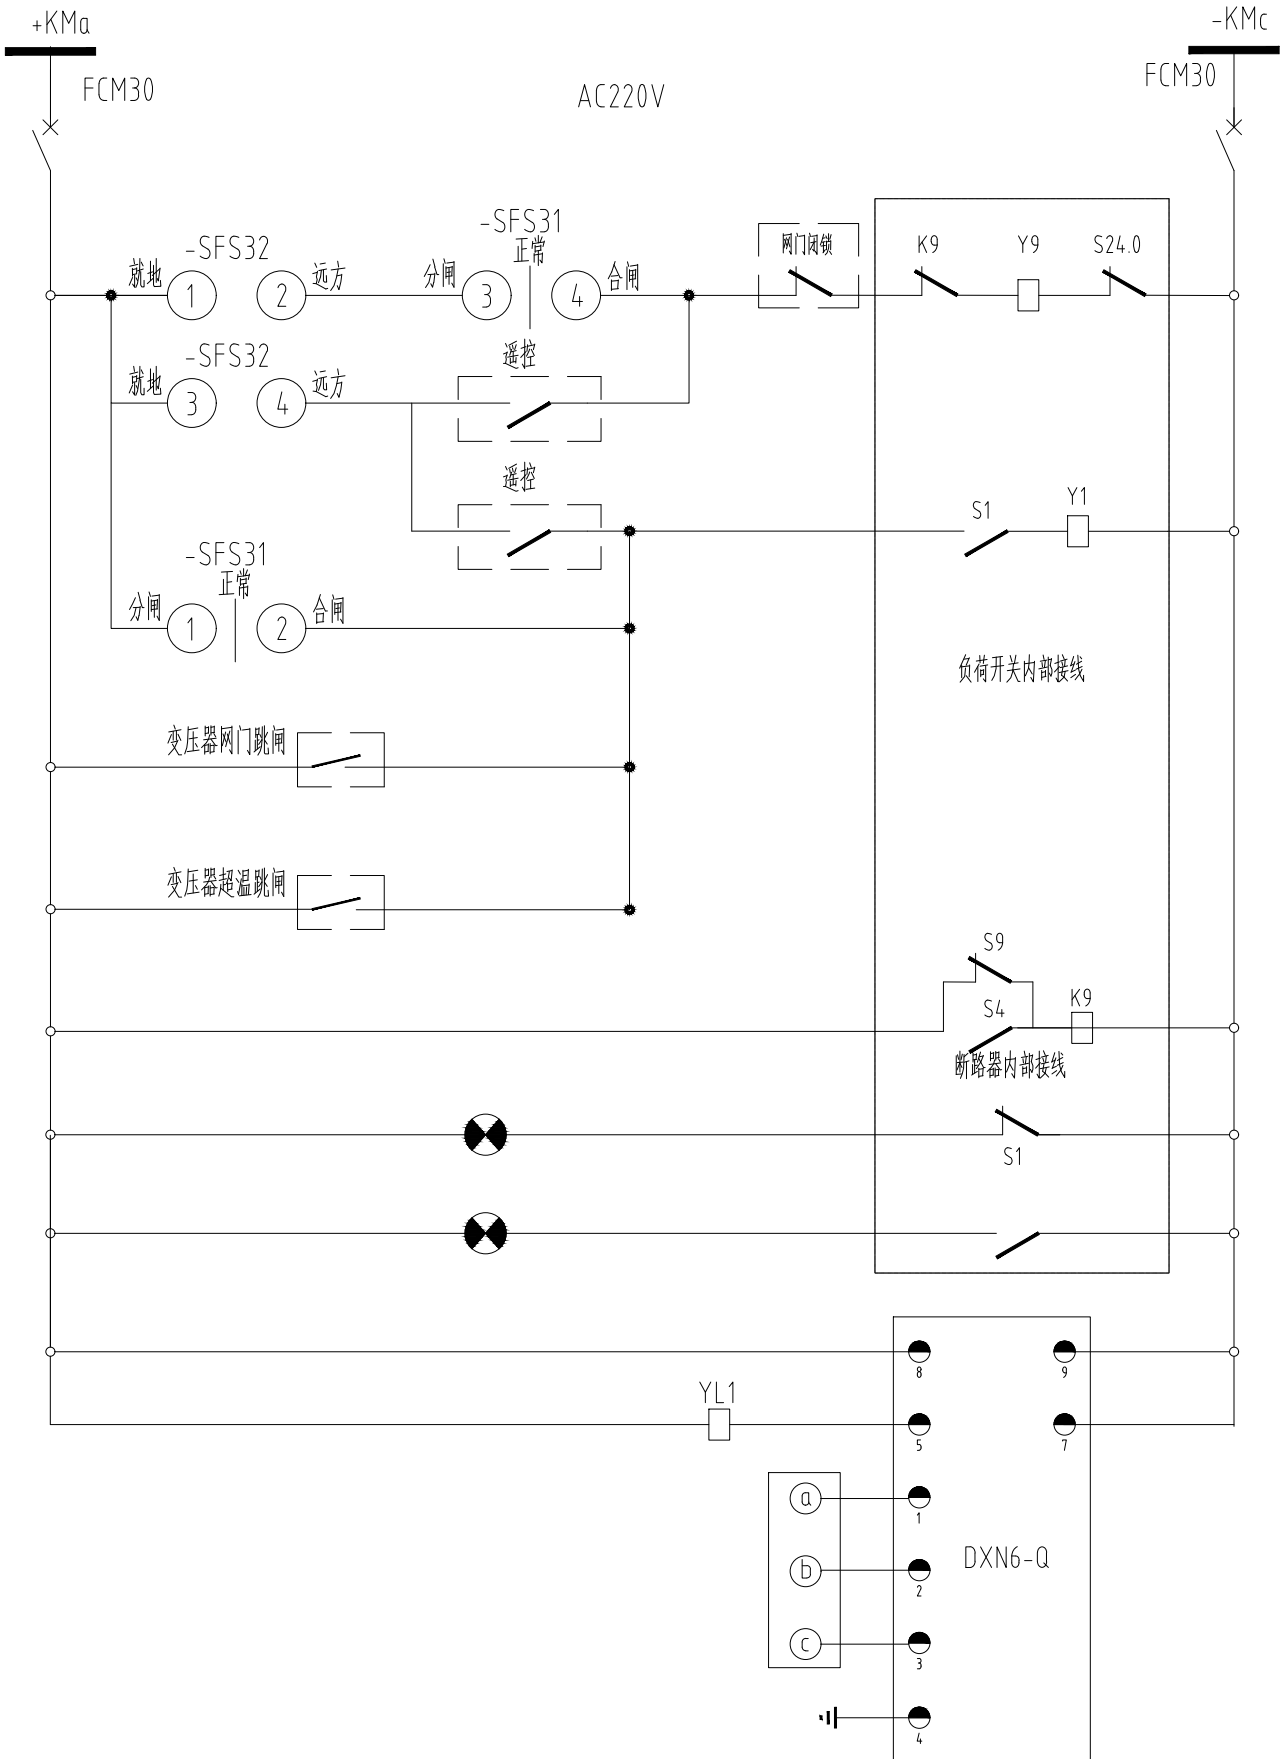 +KMa
-KMc
FCM30
FCM30
AC220V
-SFS32
-SFS31
正常
就地
1
2
远方
分闸
3
4
合闸
网门闭锁
K9
Y9
S24.0
-SFS32
就地
3
4
远方
遥控
遥控
S1
Y1
-SFS31
正常
分闸
1
2
合闸
负荷开关内部接线
变压器网门跳闸
变压器超温跳闸
S9
S4
K9
断路器内部接线
S1
8
9
YL1
5
7
a
1
b
2
DXN6-Q
c
3
4